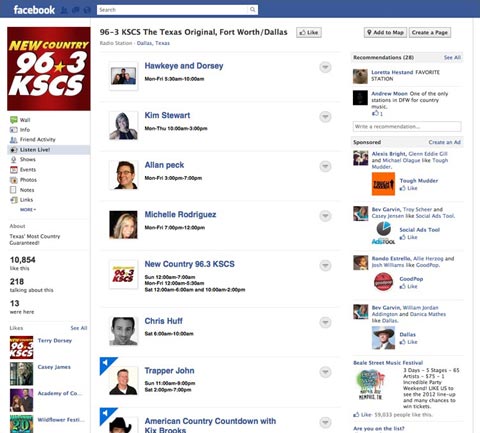 facebook
Search
NEW COUNTRY
96★3
KSCS
96-3 KSCS The Texas Original, Fort Worth/Dallas
Like
Add to Map
Create a Page
Radio Station · Dallas, Texas
Wall
Info
Friend Activity
Listen Live!
Shows
Events
Photos
Notes
Links
MORE
About
Texas' Most Country Guaranteed!
10,854
like this
218
talking about this
13
were here
Likes
See All
Terry Dorsey
Casey James
Academy of Co...
Wildflower Festi...
Hawkeye and Dorsey
Mon-Fri 5:30am-10:00am
Kim Stewart
Mon-Thu 10:00am-3:00pm
Allan peck
Mon-Fri 3:00pm-7:00pm
Michelle Rodriguez
Mon-Fri 7:00pm-12:00pm
New Country 96.3 KSCS
Sun 12:00am-7:00am
Mon-Fri 12:00am-5:30am
Sat 12:00am-6:00am and 10:00am-2:00pm
Chris Huff
Sat 6:00am-10:00am
Trapper John
Sun 11:00am-9:00pm
Sat 2:00pm-7:00pm
American Country Countdown with
Kix Brooks
Recommendations (28)
See All
Loretta Hestand FAVORITE
STATION
Andrew Moon One of the only
stations in DFW for country
music.
1
Write a recommendation...
Sponsored
Create an Ad
Alexis Bright, Glenn Eddie Gill
and Michael Olague like Tough
Mudder.
Tough Mudder
Like
Bev Garvin, Troy Scheer and
Casey Jensen like Social Ads Tool.
Social Ads Tool
Like
Rondo Estrello, Allie Herzog and
Josh Williams like GoodPop.
GoodPop
Like
Bev Garvin, William Jordan
Addington and Danica Mathes
like Dallas.
Dallas
Like
Beale Street Music Festival
3 Days - 5 Stages - 65
Artists - $75 - 1
Incredible Party
Weekend! LIKE us to
see the 2012 line-up
and many chances to
win tickets.
Like · 59,033 people like this.
Are you on the list?